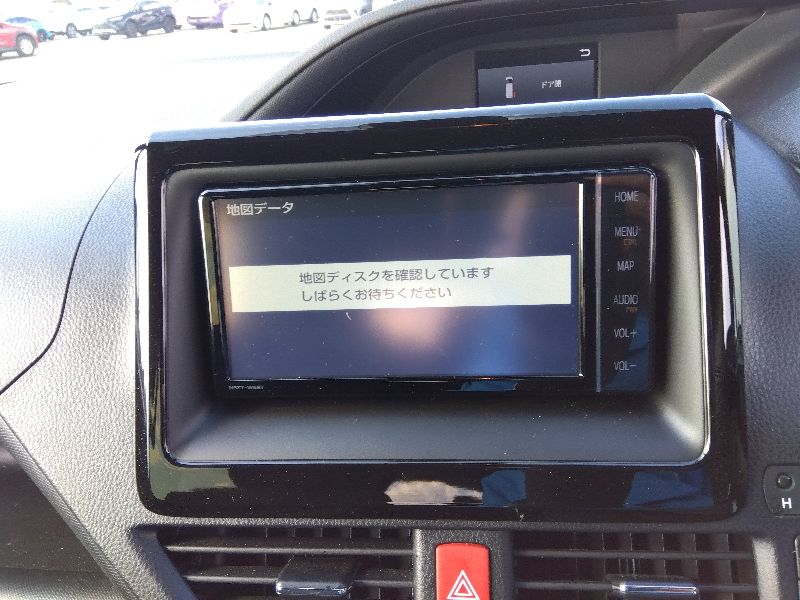 ドア開
地図データ
地図ディスクを確認しています
しばらくお待ちください
HOME
MENU
MAP
AUDIO
VOL+
VOL-
H